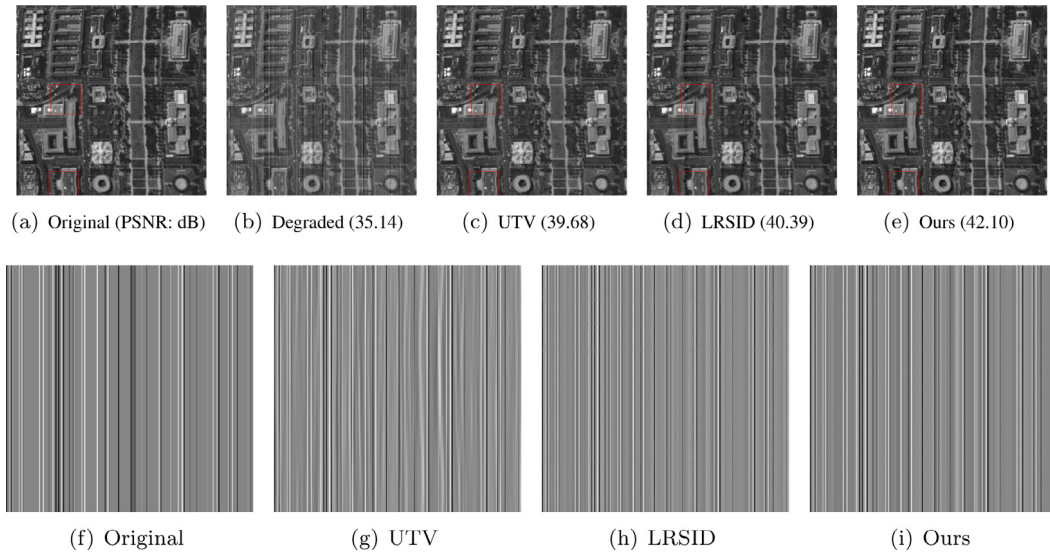 (a) Original (PSNR: dB) (b) Degraded (35.14) (c) UTV (39.68) (d) LRSID (40.39) (e) Ours (42.10)
(f) Original (g) UTV (h) LRSID (i) Ours